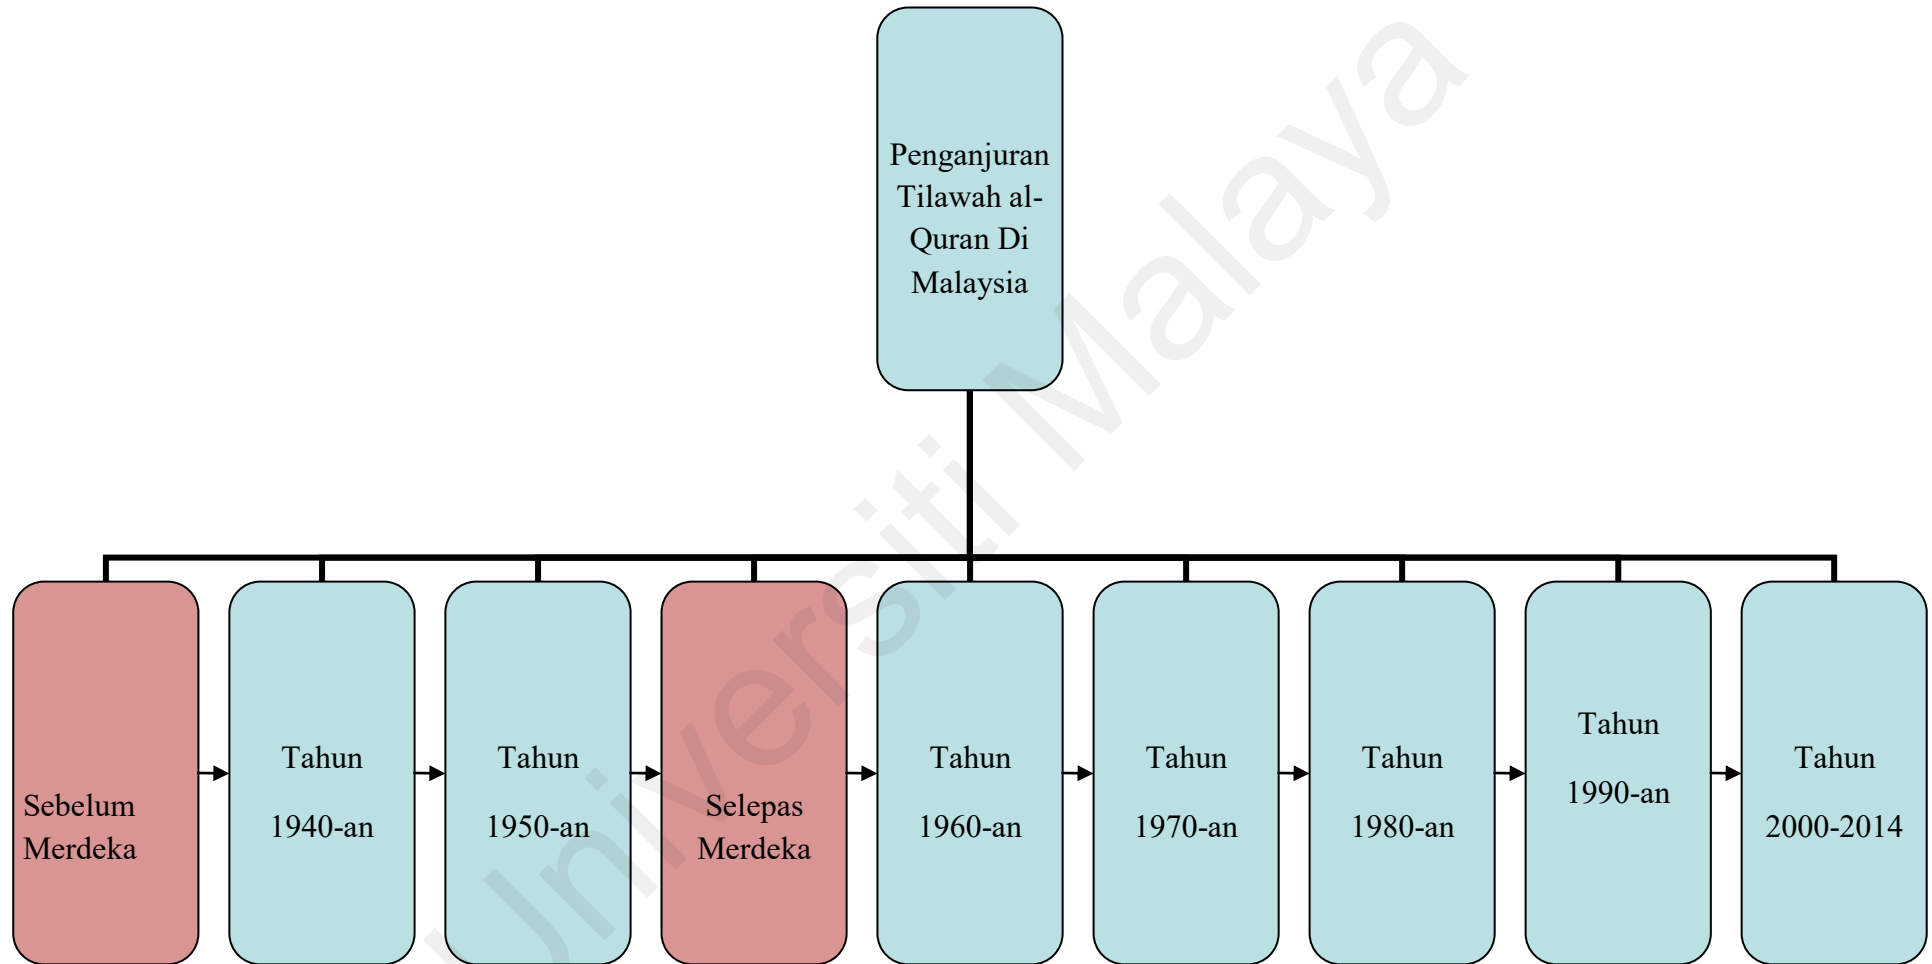 Penganjuran
Tilawah al-
Quran Di
Malaysia
Sebelum
Merdeka
Tahun
1940-an
Tahun
1950-an
Selepas
Merdeka
Tahun
1960-an
Tahun
1970-an
Tahun
1980-an
Tahun
1990-an
Tahun
2000-2014
Universiti Malaya